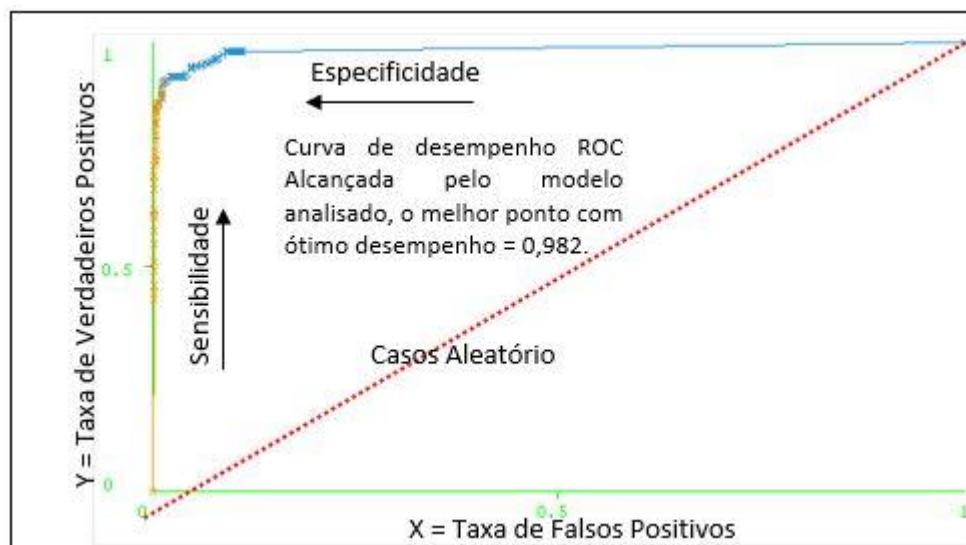 1
Especificidade
Curva de desempenho ROC
Alcançada pelo modelo
analisado, o melhor ponto com
ótimo desempenho = 0,982.
Y = Taxa de Verdadeiros Positivos
Sensibilidade
0.5
Casos Aleatório
0
0
0.5
1
X = Taxa de Falsos Positivos